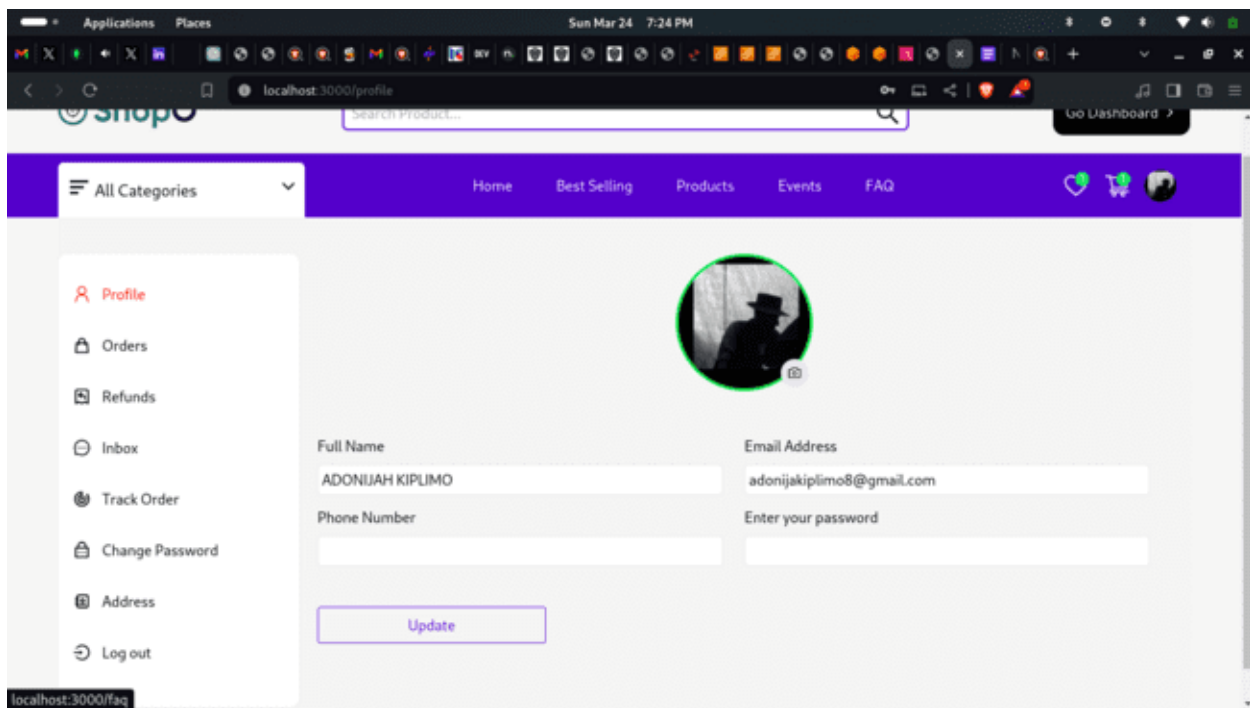 Applications Places Sun Mar 24 7:24 PM
localhost:3000/profile
ShopO Search Product... Go Dashboard >
All Categories Home Best Selling Products Events FAQ
Profile
Orders
Refunds
Inbox
Track Order
Change Password
Address
Log out
Full Name Email Address
ADONIJAH KIPLIMO adonijakiplimo8@gmail.com
Phone Number Enter your password
Update
localhost:3000/faq